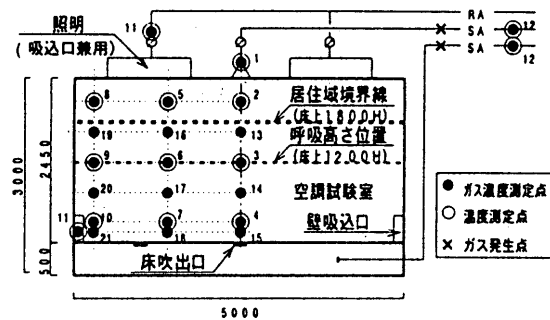 照明
(吸込口兼用)
11
RA
SA
12
SA
12
1
8
5
2
居住域境界線
(床上1800H)
19
16
13
呼吸高さ位置
(床上1200H)
9
6
3
20
17
14
空調試験室
11
10
7
4
壁吸込口
21
18
15
床吹出口
3000
2450
500
5000
ガス濃度測定点
温度測定点
ガス発生点